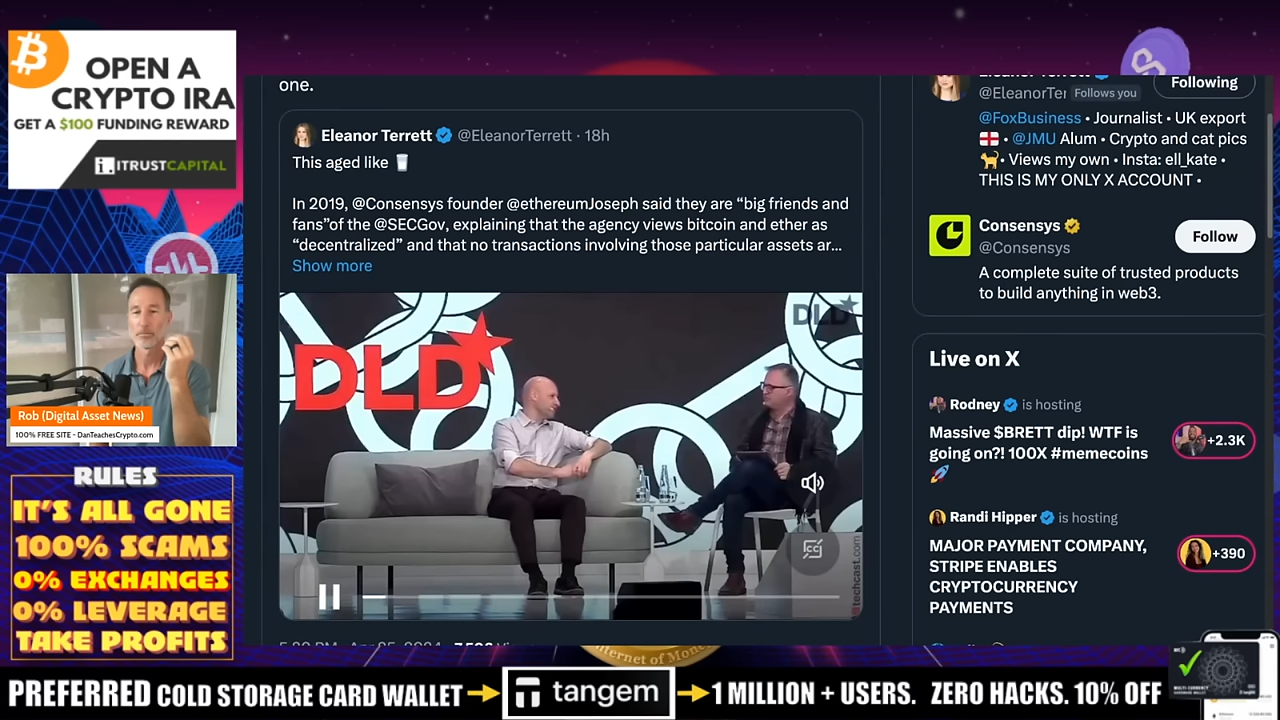 OPEN A
CRYPTO IRA
GET A $100 FUNDING REWARD
ITRUSTCAPITAL
Rob (Digital Asset News)
100% FREE SITE - DanTeachesCrypto.com
RULES
IT'S ALL GONE
100% SCAMS
0% EXCHANGES
0% LEVERAGE
TAKE PROFITS
one.
Eleanor Terrett @EleanorTerrett · 18h
This aged like 🥛
In 2019, @Consensys founder @ethereumJoseph said they are “big friends and
fans”of the @SECGov, explaining that the agency views bitcoin and ether as
“decentralized” and that no transactions involving those particular assets ar...
Show more
DLD
DLD
techcast.com
Eleanor Terrett
@EleanorTer Follows you
Following
@FoxBusiness • Journalist • UK export
🏴󠁧󠁢󠁥󠁮󠁧󠁿 • @JMU Alum • Crypto and cat pics
🐈• Views my own • Insta: ell_kate •
THIS IS MY ONLY X ACCOUNT •
Consensys
@Consensys
Follow
A complete suite of trusted products
to build anything in web3.
Live on X
Rodney is hosting
Massive $BRETT dip! WTF is
going on?! 100X #memecoins
🚀
+2.3K
Randi Hipper is hosting
MAJOR PAYMENT COMPANY,
STRIPE ENABLES
CRYPTOCURRENCY
PAYMENTS
+390
PREFERRED COLD STORAGE CARD WALLET
tangem
1 MILLION + USERS. ZERO HACKS. 10% OFF